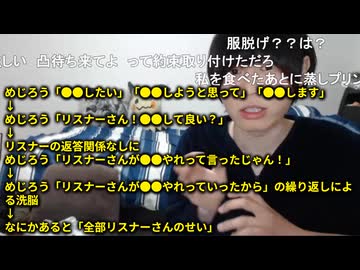 服脱げ？？は？
しい　凸待ち来てよ　って約束取り付けただろ
私を食べたあとに蒸しプリン
めじろう「●●したい」「●●しようと思って」「●●します」
↓
めじろう「リスナーさん！●●して良い？」
↓
リスナーの返答関係なしに
めじろう「リスナーさんが●●やれって言ったじゃん！」
↓
めじろう「リスナーさんが●●やれっていったから」の繰り返しによ
る洗脳
↓
なにかあると「全部リスナーさんのせい」